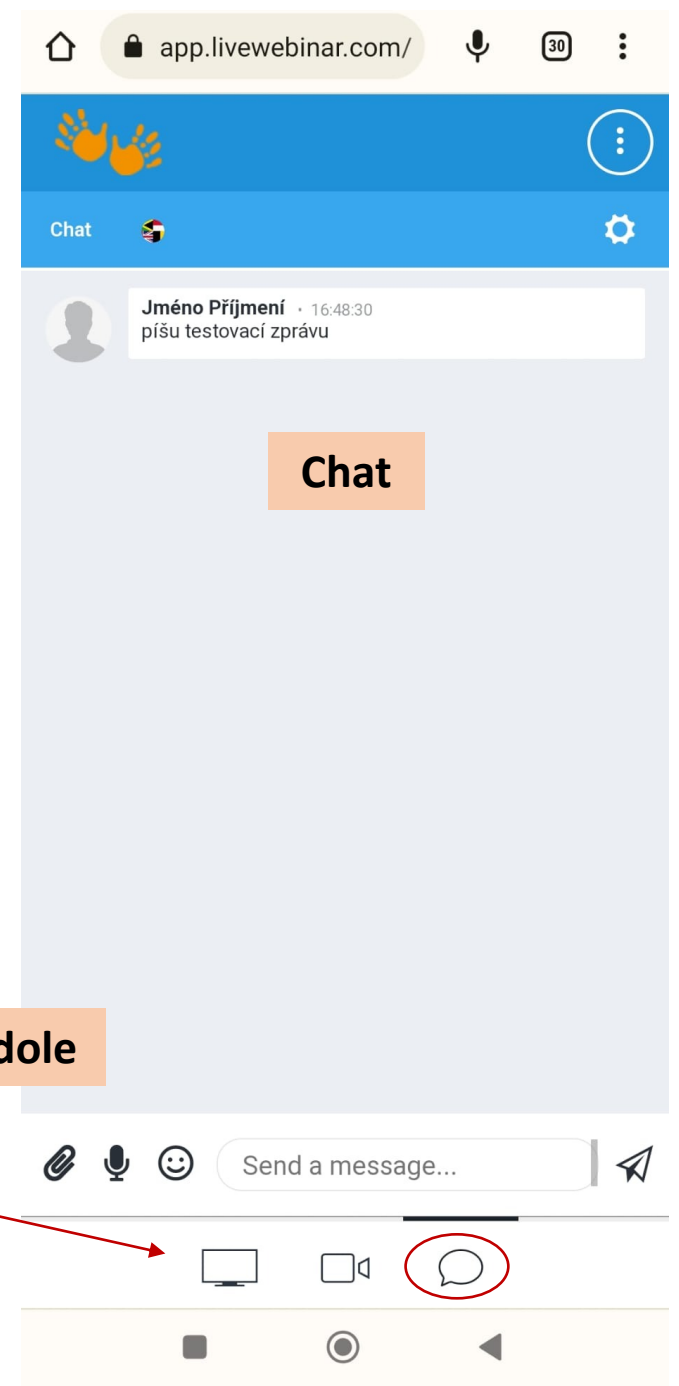 app.livewebinar.com/
30
Chat
Jméno Příjmení • 16:48:30
píšu testovací zprávu
Chat
dole
Send a message...